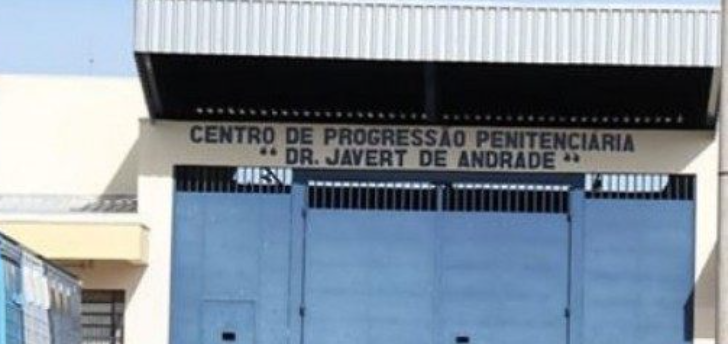 CENTRO DE PROGRESSÃO PENITENCIÁRIA
“ DR. JAVERT DE ANDRADE ”